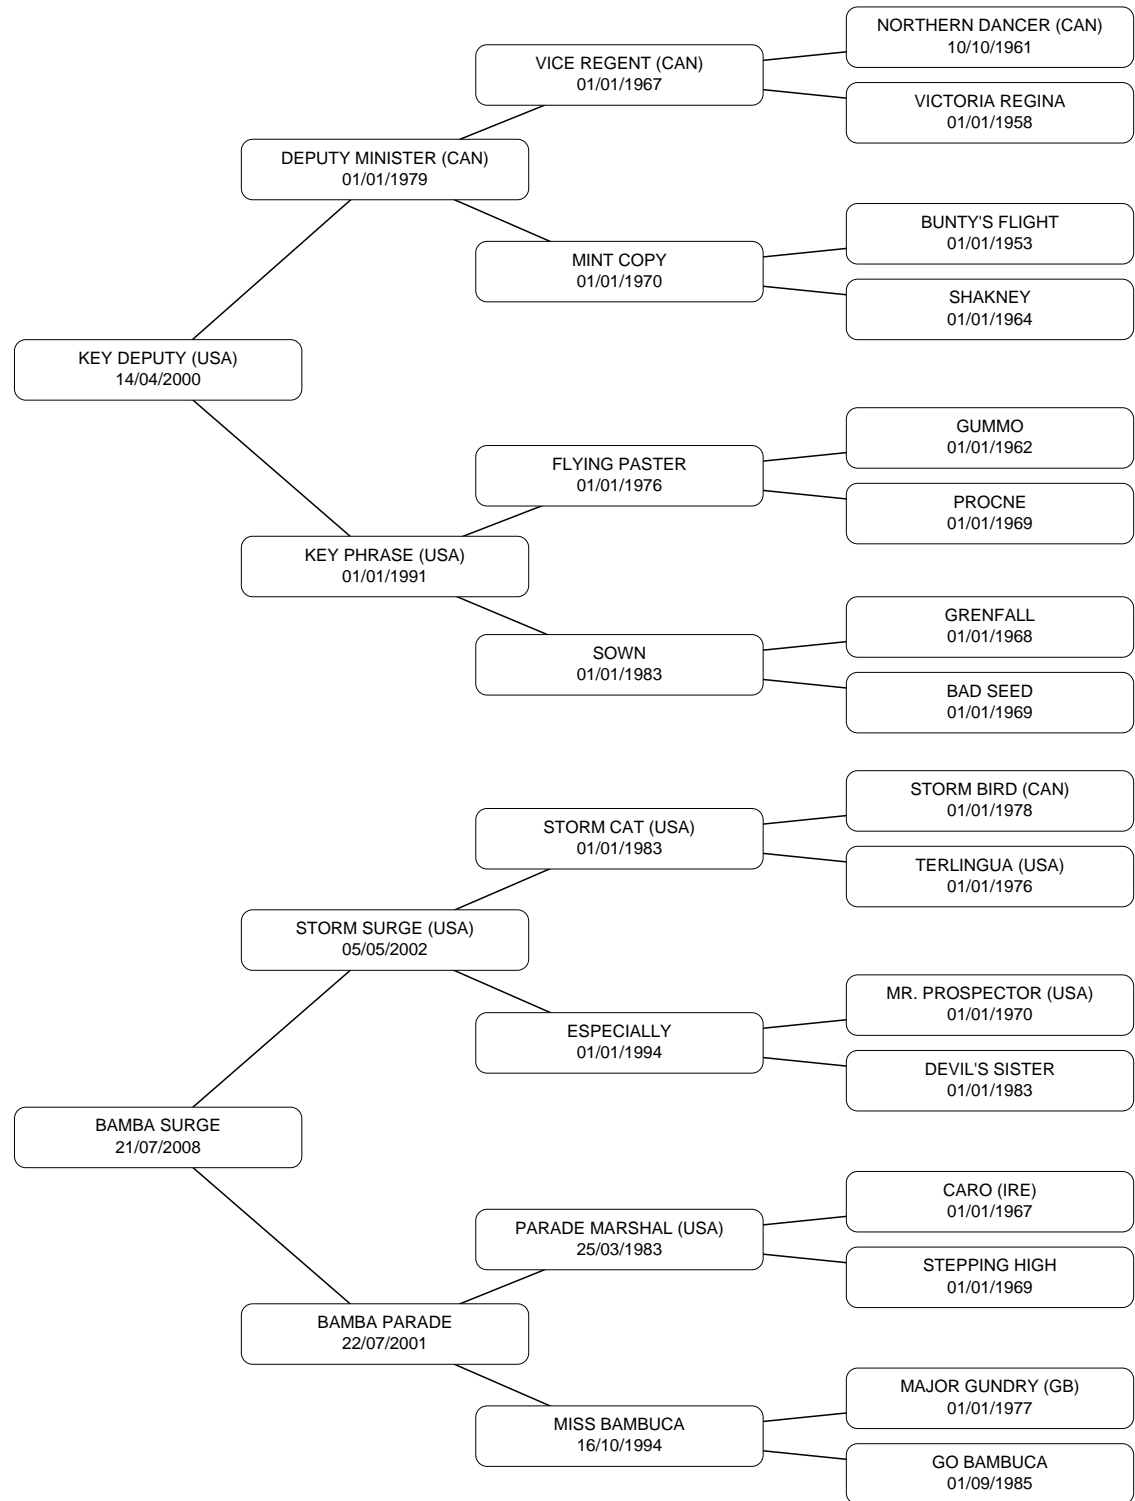 NORTHERN DANCER (CAN)
10/10/1961
VICE REGENT (CAN)
01/01/1967
VICTORIA REGINA
01/01/1958
DEPUTY MINISTER (CAN)
01/01/1979
BUNTY'S FLIGHT
01/01/1953
MINT COPY
01/01/1970
SHAKNEY
01/01/1964
KEY DEPUTY (USA)
14/04/2000
GUMMO
01/01/1962
FLYING PASTER
01/01/1976
PROCNE
01/01/1969
KEY PHRASE (USA)
01/01/1991
GRENFALL
01/01/1968
SOWN
01/01/1983
BAD SEED
01/01/1969
STORM BIRD (CAN)
01/01/1978
STORM CAT (USA)
01/01/1983
TERLINGUA (USA)
01/01/1976
STORM SURGE (USA)
05/05/2002
MR. PROSPECTOR (USA)
01/01/1970
ESPECIALLY
01/01/1994
DEVIL'S SISTER
01/01/1983
BAMBA SURGE
21/07/2008
CARO (IRE)
01/01/1967
PARADE MARSHAL (USA)
25/03/1983
STEPPING HIGH
01/01/1969
BAMBA PARADE
22/07/2001
MAJOR GUNDRY (GB)
01/01/1977
MISS BAMBUCA
16/10/1994
GO BAMBUCA
01/09/1985